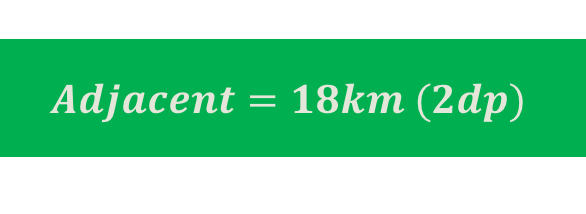 Adjacent = 18km (2dp)